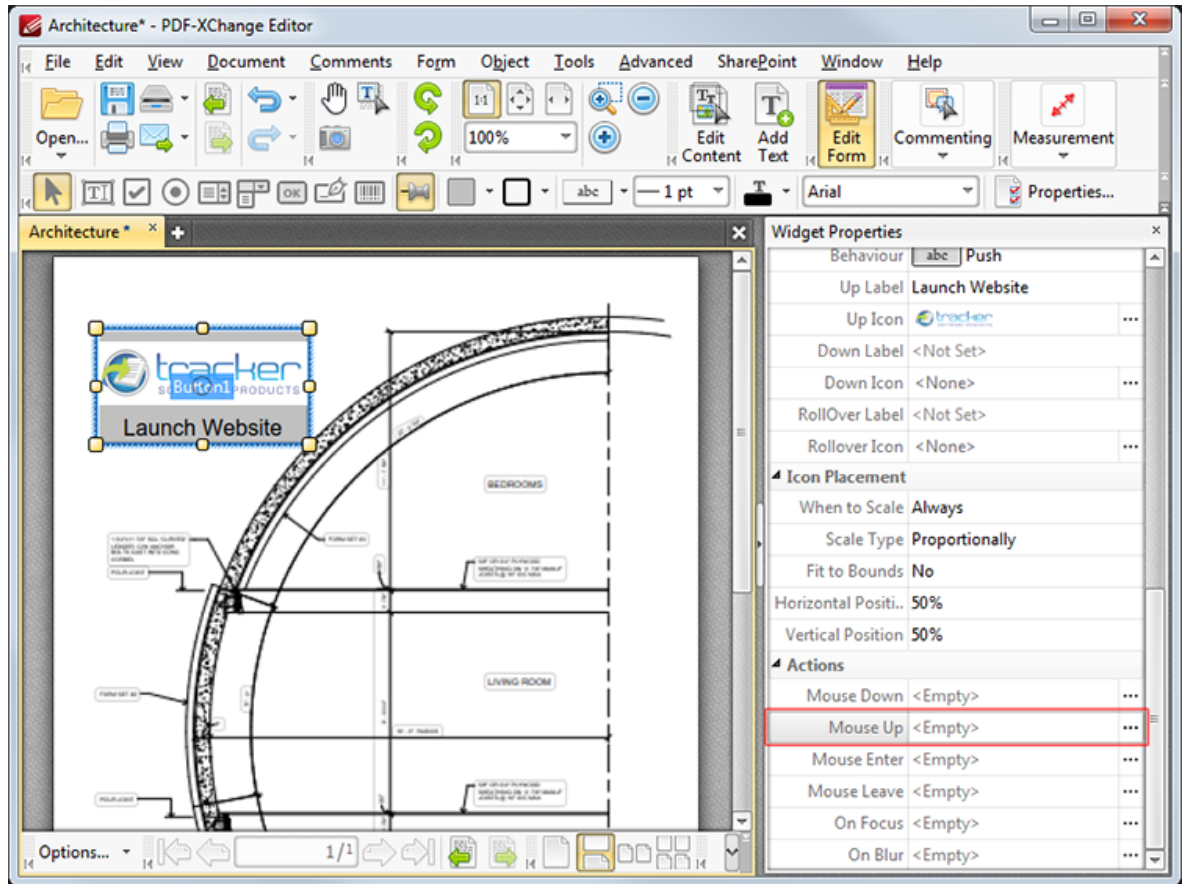 Architecture* - PDF-XChange Editor
File Edit View Document Comments Form Object Tools Advanced SharePoint Window Help
Open...
1:1
100%
Edit Content
Add Text
Edit Form
Commenting
Measurement
OK
abc
1 pt
Arial
Properties...
Architecture *
tracker
Button1
PRODUCTS
Launch Website
BEDROOMS
LIVING ROOM
Options...
1/1
Widget Properties
Behaviour abc Push
Up Label Launch Website
Up Icon tracker
Down Label <Not Set>
Down Icon <None> ...
RollOver Label <Not Set>
Rollover Icon <None> ...
Icon Placement
When to Scale Always
Scale Type Proportionally
Fit to Bounds No
Horizontal Positi.. 50%
Vertical Position 50%
Actions
Mouse Down <Empty> ...
Mouse Up <Empty> ...
Mouse Enter <Empty> ...
Mouse Leave <Empty> ...
On Focus <Empty> ...
On Blur <Empty> ...